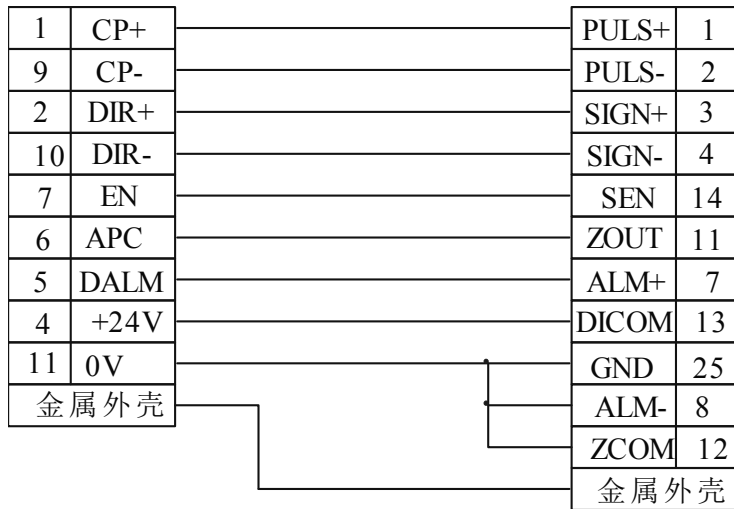 1 CP+ PULS+ 1
9 CP- PULS- 2
2 DIR+ SIGN+ 3
10 DIR- SIGN- 4
7 EN SEN 14
6 APC ZOUT 11
5 DALM ALM+ 7
4 +24V DICOM 13
11 0V GND 25
金属外壳 ALM- 8
ZCOM 12
金属外壳